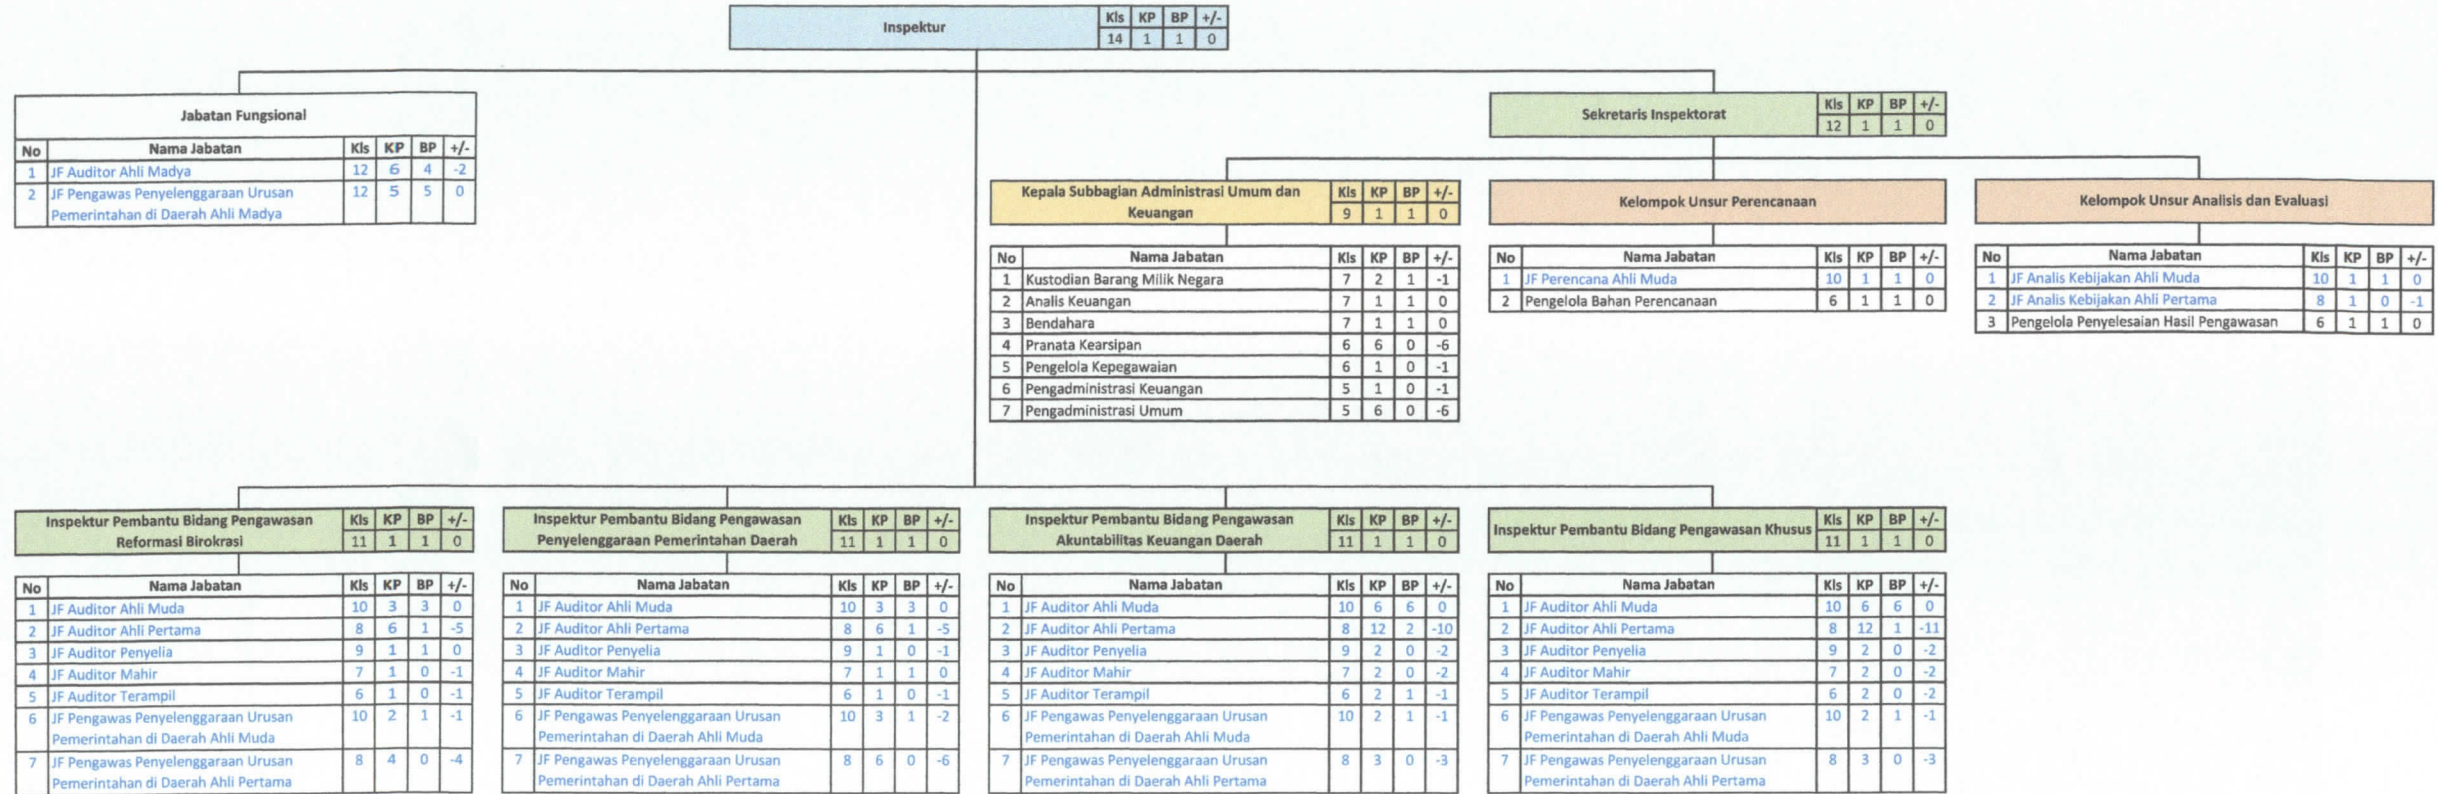 Inspektur Kls KP BP +/-
14 1 1 0
Jabatan Fungsional
No Nama Jabatan Kls KP BP +/-
1 JF Auditor Ahli Madya 12 6 4 -2
2 JF Pengawas Penyelenggaraan Urusan 12 5 5 0
Pemerintahan di Daerah Ahli Madya
Sekretaris Inspektorat Kls KP BP +/-
12 1 1 0
Kepala Subbagian Administrasi Umum dan Kls KP BP +/-
Keuangan 9 1 1 0
No Nama Jabatan Kls KP BP +/-
1 Kustodian Barang Milik Negara 7 2 1 -1
2 Analis Keuangan 7 1 1 0
3 Bendahara 7 1 1 0
4 Pranata Kearsipan 6 6 0 -6
5 Pengelola Kepegawaian 6 1 0 -1
6 Pengadministrasi Keuangan 5 1 0 -1
7 Pengadministrasi Umum 5 6 0 -6
Kelompok Unsur Perencanaan
No Nama Jabatan Kls KP BP +/-
1 JF Perencana Ahli Muda 10 1 1 0
2 Pengelola Bahan Perencanaan 6 1 1 0
Kelompok Unsur Analisis dan Evaluasi
No Nama Jabatan Kls KP BP +/-
1 JF Analis Kebijakan Ahli Muda 10 1 1 0
2 JF Analis Kebijakan Ahli Pertama 8 1 0 -1
3 Pengelola Penyelesaian Hasil Pengawasan 6 1 1 0
Inspektur Pembantu Bidang Pengawasan Kls KP BP +/-
Reformasi Birokrasi 11 1 1 0
No Nama Jabatan Kls KP BP +/-
1 JF Auditor Ahli Muda 10 3 3 0
2 JF Auditor Ahli Pertama 8 6 1 -5
3 JF Auditor Penyelia 9 1 1 0
4 JF Auditor Mahir 7 1 0 -1
5 JF Auditor Terampil 6 1 0 -1
6 JF Pengawas Penyelenggaraan Urusan 10 2 1 -1
Pemerintahan di Daerah Ahli Muda
7 JF Pengawas Penyelenggaraan Urusan 8 4 0 -4
Pemerintahan di Daerah Ahli Pertama
Inspektur Pembantu Bidang Pengawasan Kls KP BP +/-
Penyelenggaraan Pemerintahan Daerah 11 1 1 0
No Nama Jabatan Kls KP BP +/-
1 JF Auditor Ahli Muda 10 3 3 0
2 JF Auditor Ahli Pertama 8 6 1 -5
3 JF Auditor Penyelia 9 1 0 -1
4 JF Auditor Mahir 7 1 1 0
5 JF Auditor Terampil 6 1 0 -1
6 JF Pengawas Penyelenggaraan Urusan 10 3 1 -2
Pemerintahan di Daerah Ahli Muda
7 JF Pengawas Penyelenggaraan Urusan 8 6 0 -6
Pemerintahan di Daerah Ahli Pertama
Inspektur Pembantu Bidang Pengawasan Kls KP BP +/-
Akuntabilitas Keuangan Daerah 11 1 1 0
No Nama Jabatan Kls KP BP +/-
1 JF Auditor Ahli Muda 10 6 6 0
2 JF Auditor Ahli Pertama 8 12 2 -10
3 JF Auditor Penyelia 9 2 0 -2
4 JF Auditor Mahir 7 2 0 -2
5 JF Auditor Terampil 6 2 1 -1
6 JF Pengawas Penyelenggaraan Urusan 10 2 1 -1
Pemerintahan di Daerah Ahli Muda
7 JF Pengawas Penyelenggaraan Urusan 8 3 0 -3
Pemerintahan di Daerah Ahli Pertama
Inspektur Pembantu Bidang Pengawasan Khusus Kls KP BP +/-
11 1 1 0
No Nama Jabatan Kls KP BP +/-
1 JF Auditor Ahli Muda 10 6 6 0
2 JF Auditor Ahli Pertama 8 12 1 -11
3 JF Auditor Penyelia 9 2 0 -2
4 JF Auditor Mahir 7 2 0 -2
5 JF Auditor Terampil 6 2 0 -2
6 JF Pengawas Penyelenggaraan Urusan 10 2 1 -1
Pemerintahan di Daerah Ahli Muda
7 JF Pengawas Penyelenggaraan Urusan 8 3 0 -3
Pemerintahan di Daerah Ahli Pertama